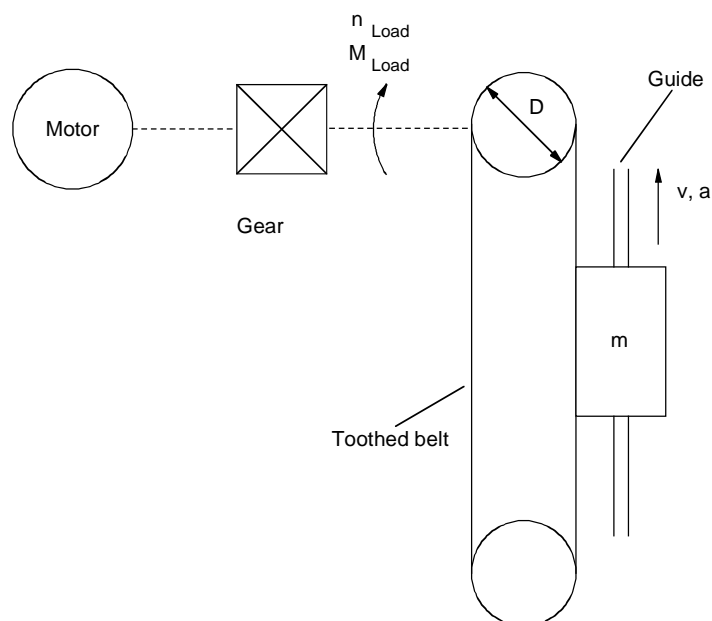 n Load
M Load
Guide
Motor
D
v, a
Gear
m
Toothed belt